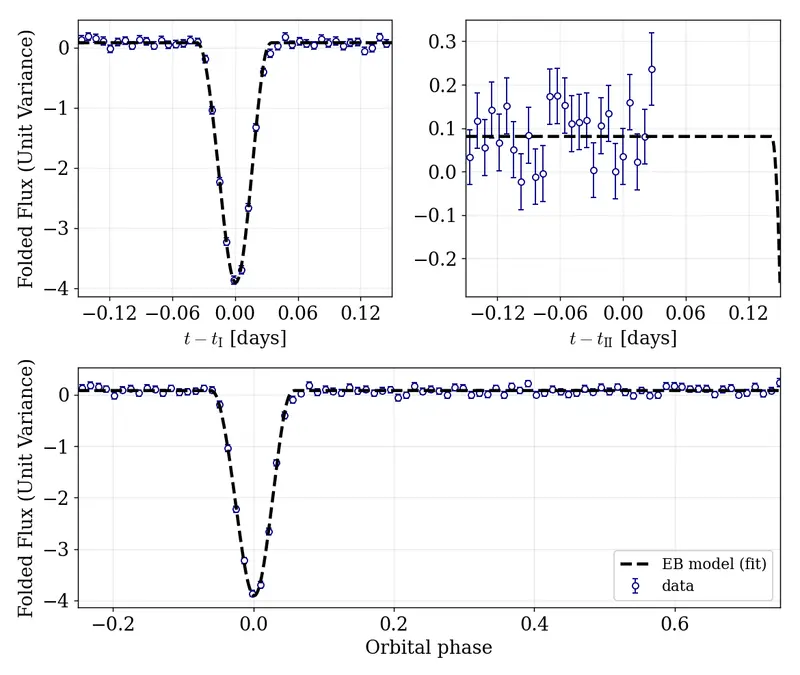 Folded Flux (Unit Variance)
0
−1
−2
−3
−4
−0.12 −0.06 0.00 0.06 0.12
t − t_I [days]
0.3
0.2
0.1
0.0
−0.1
−0.2
−0.12 −0.06 0.00 0.06 0.12
t − t_II [days]
Folded Flux (Unit Variance)
0
−1
−2
−3
−4
EB model (fit)
data
−0.2 0.0 0.2 0.4 0.6
Orbital phase